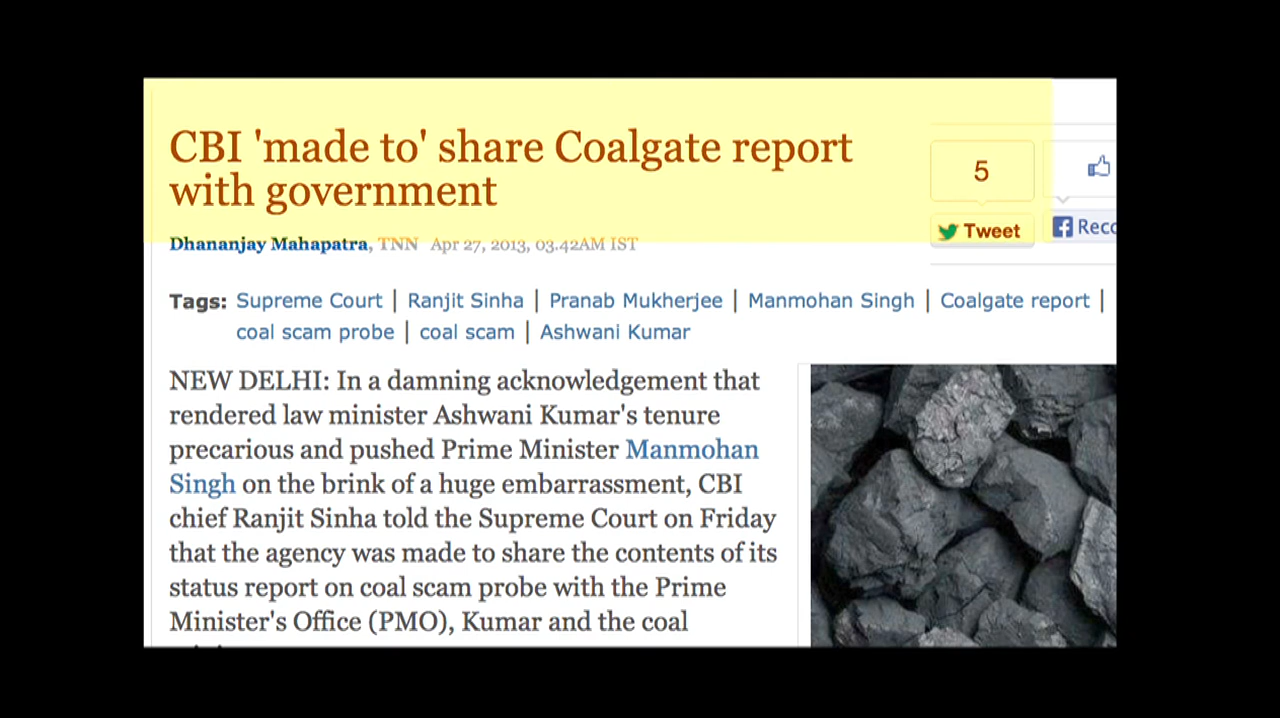 CBI 'made to' share Coalgate report
with government
5
Tweet
Reco
Dhananjay Mahapatra, TNN Apr 27, 2013, 03.42AM IST
Tags: Supreme Court | Ranjit Sinha | Pranab Mukherjee | Manmohan Singh | Coalgate report |
coal scam probe | coal scam | Ashwani Kumar
NEW DELHI: In a damning acknowledgement that
rendered law minister Ashwani Kumar's tenure
precarious and pushed Prime Minister Manmohan
Singh on the brink of a huge embarrassment, CBI
chief Ranjit Sinha told the Supreme Court on Friday
that the agency was made to share the contents of its
status report on coal scam probe with the Prime
Minister's Office (PMO), Kumar and the coal